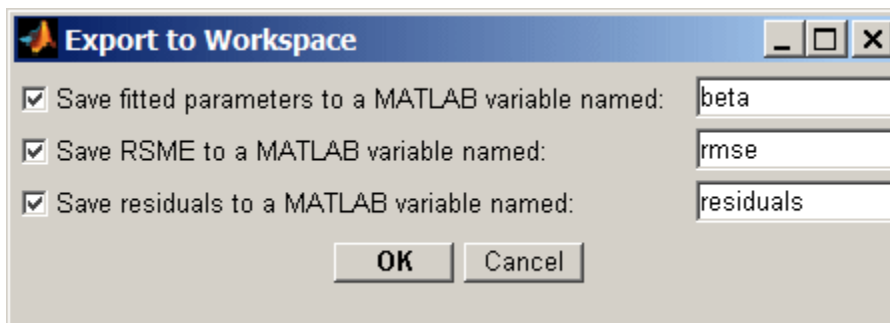 Export to Workspace
Save fitted parameters to a MATLAB variable named: beta
Save RSME to a MATLAB variable named: rmse
Save residuals to a MATLAB variable named: residuals
OK Cancel